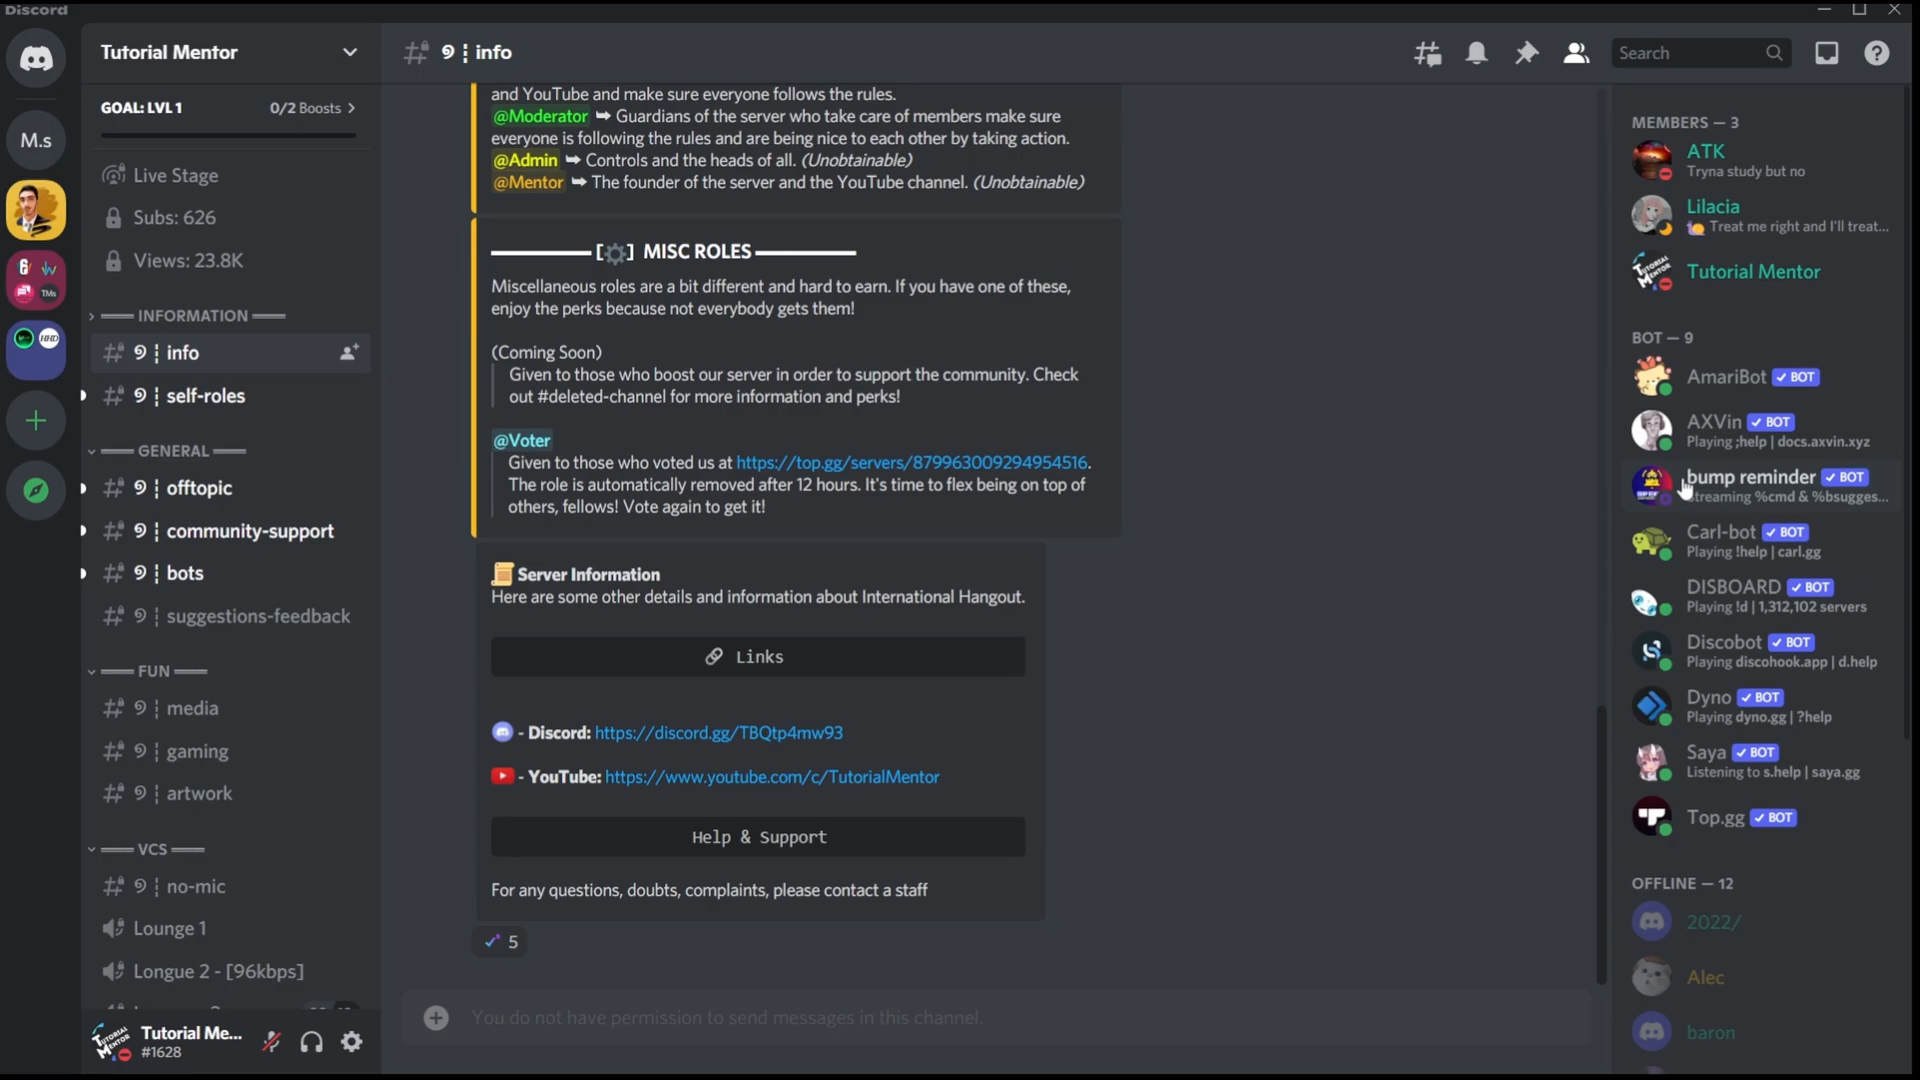 Discord
Tutorial Mentor
GOAL: LVL 1 0/2 Boosts
Live Stage
Subs: 626
Views: 23.8K
INFORMATION
info
self-roles
GENERAL
offtopic
community-support
bots
suggestions-feedback
FUN
media
gaming
artwork
VCS
no-mic
Lounge 1
Longue 2 - [96kbps]
Tutorial Me...
#1628
M.s
TMs
info
Search
and YouTube and make sure everyone follows the rules.
@Moderator ➥ Guardians of the server who take care of members make sure
everyone is following the rules and are being nice to each other by taking action.
@Admin ➥ Controls and the heads of all. (Unobtainable)
@Mentor ➥ The founder of the server and the YouTube channel. (Unobtainable)
[⚙️] MISC ROLES
Miscellaneous roles are a bit different and hard to earn. If you have one of these,
enjoy the perks because not everybody gets them!
(Coming Soon)
Given to those who boost our server in order to support the community. Check
out #deleted-channel for more information and perks!
@Voter
Given to those who voted us at https://top.gg/servers/879963009294954516.
The role is automatically removed after 12 hours. It's time to flex being on top of
others, fellows! Vote again to get it!
Server Information
Here are some other details and information about International Hangout.
Links
- Discord: https://discord.gg/TBQtp4mw93
- YouTube: https://www.youtube.com/c/TutorialMentor
Help & Support
For any questions, doubts, complaints, please contact a staff
5
You do not have permission to send messages in this channel.
MEMBERS — 3
ATK
Tryna study but no
Lilacia
Treat me right and I'll treat...
Tutorial Mentor
BOT — 9
AmariBot ✓ BOT
AXVin ✓ BOT
Playing ;help | docs.axvin.xyz
bump reminder ✓ BOT
Streaming %cmd & %bsugges...
Carl-bot ✓ BOT
Playing !help | carl.gg
DISBOARD ✓ BOT
Playing !d | 1,312,102 servers
Discobot ✓ BOT
Playing discohook.app | d.help
Dyno ✓ BOT
Playing dyno.gg | ?help
Saya ✓ BOT
Listening to s.help | saya.gg
Top.gg ✓ BOT
OFFLINE — 12
2022/
Alec
baron